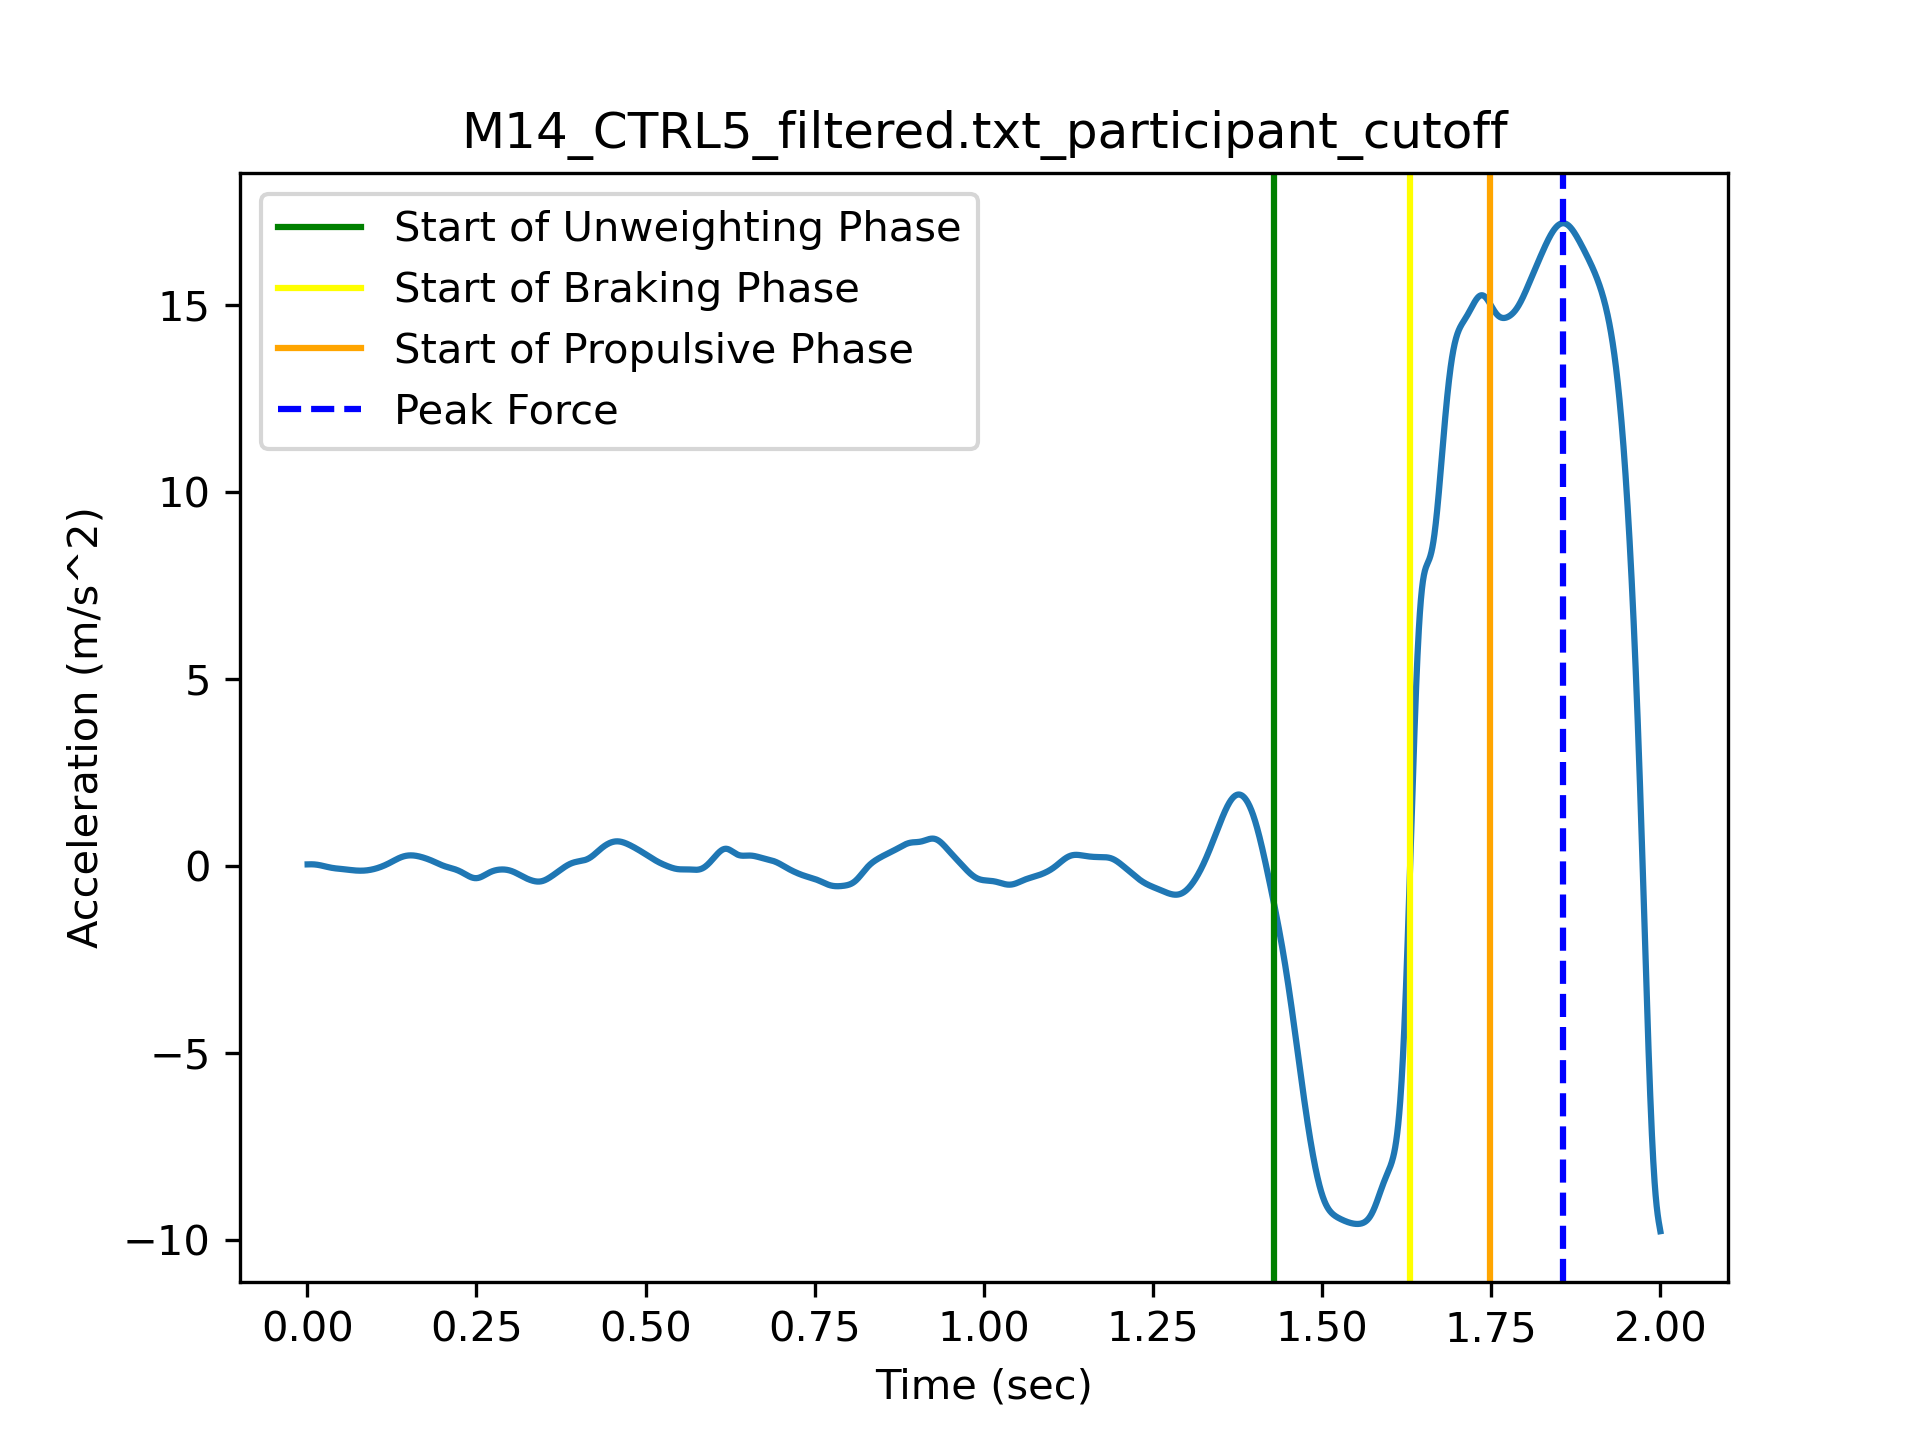 M14_CTRL5_filtered.txt_participant_cutoff
Start of Unweighting Phase
Start of Braking Phase
Start of Propulsive Phase
Peak Force
Acceleration (m/s^2)
15
10
5
0
−5
−10
0.00 0.25 0.50 0.75 1.00 1.25 1.50 1.75 2.00
Time (sec)